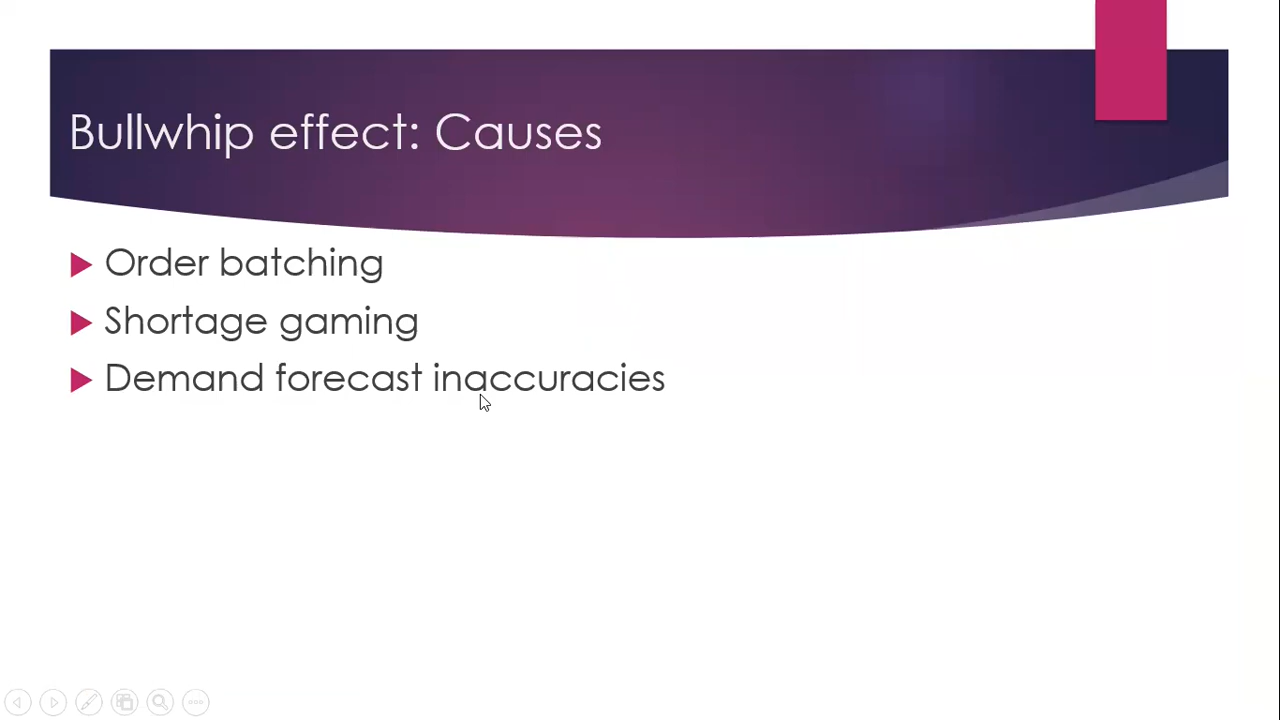 Bullwhip effect: Causes
Order batching
Shortage gaming
Demand forecast inaccuracies